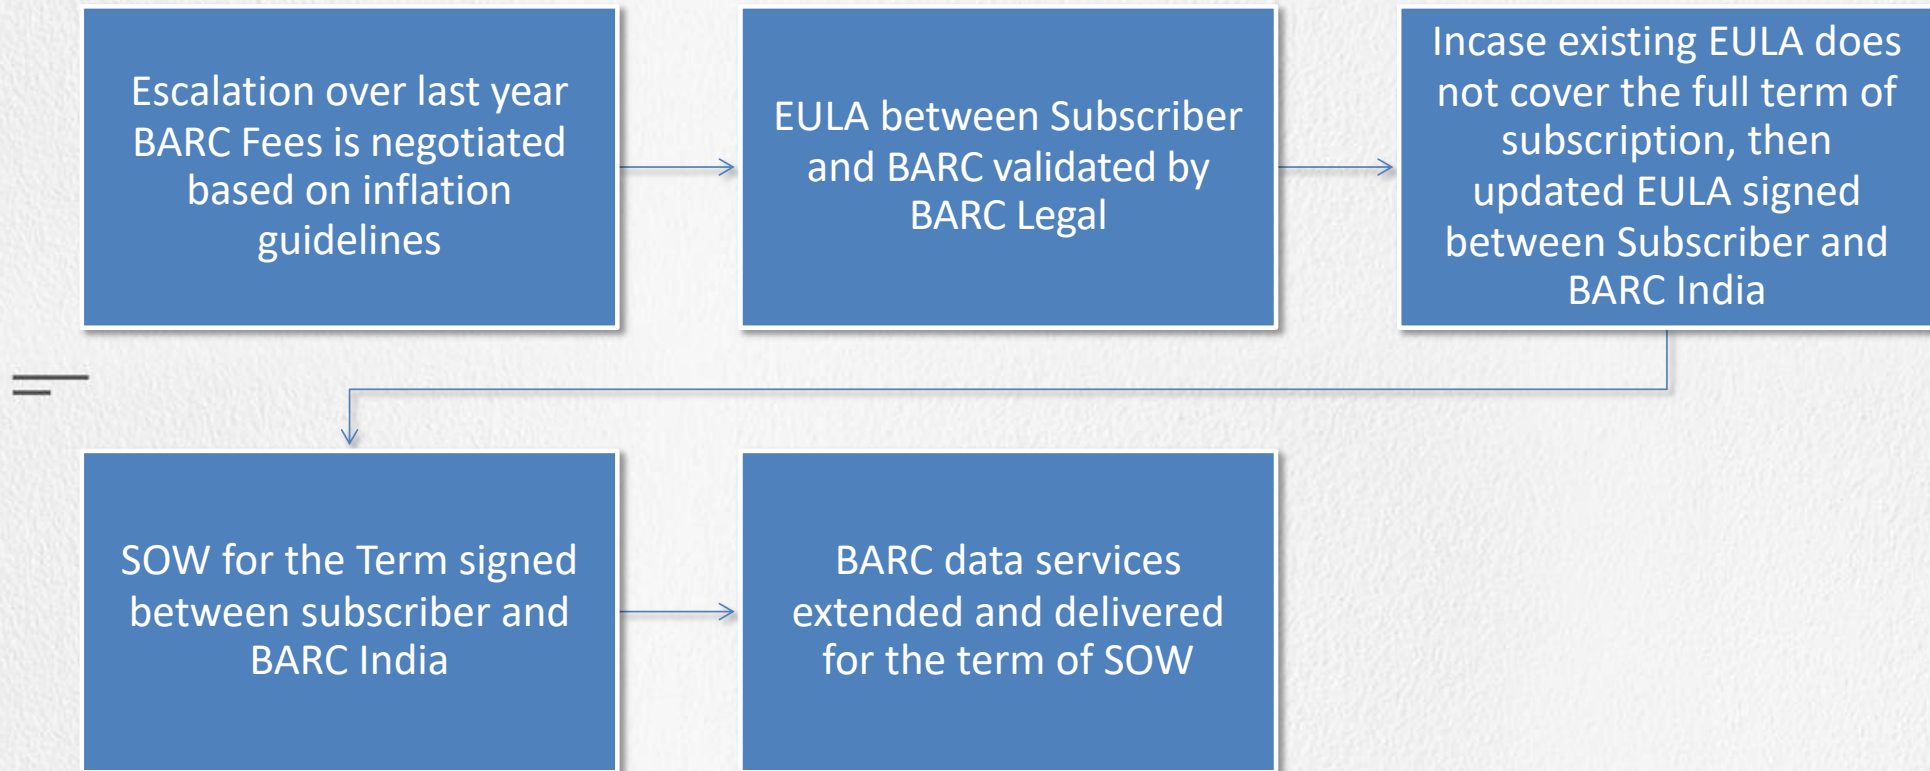 Escalation over last year
BARC Fees is negotiated
based on inflation
guidelines
EULA between Subscriber
and BARC validated by
BARC Legal
Incase existing EULA does
not cover the full term of
subscription, then
updated EULA signed
between Subscriber and
BARC India
SOW for the Term signed
between subscriber and
BARC India
BARC data services
extended and delivered
for the term of SOW